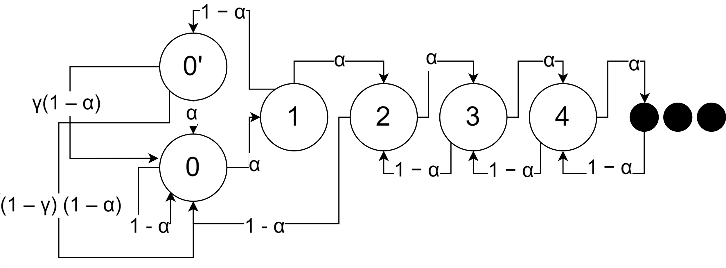 1 − α
0'
α
α
α
α
γ(1 − α)
1
2
3
4
α
0
α
1 − α
1 − α
1 − α
(1 − γ) (1 − α)
1 - α
1 - α